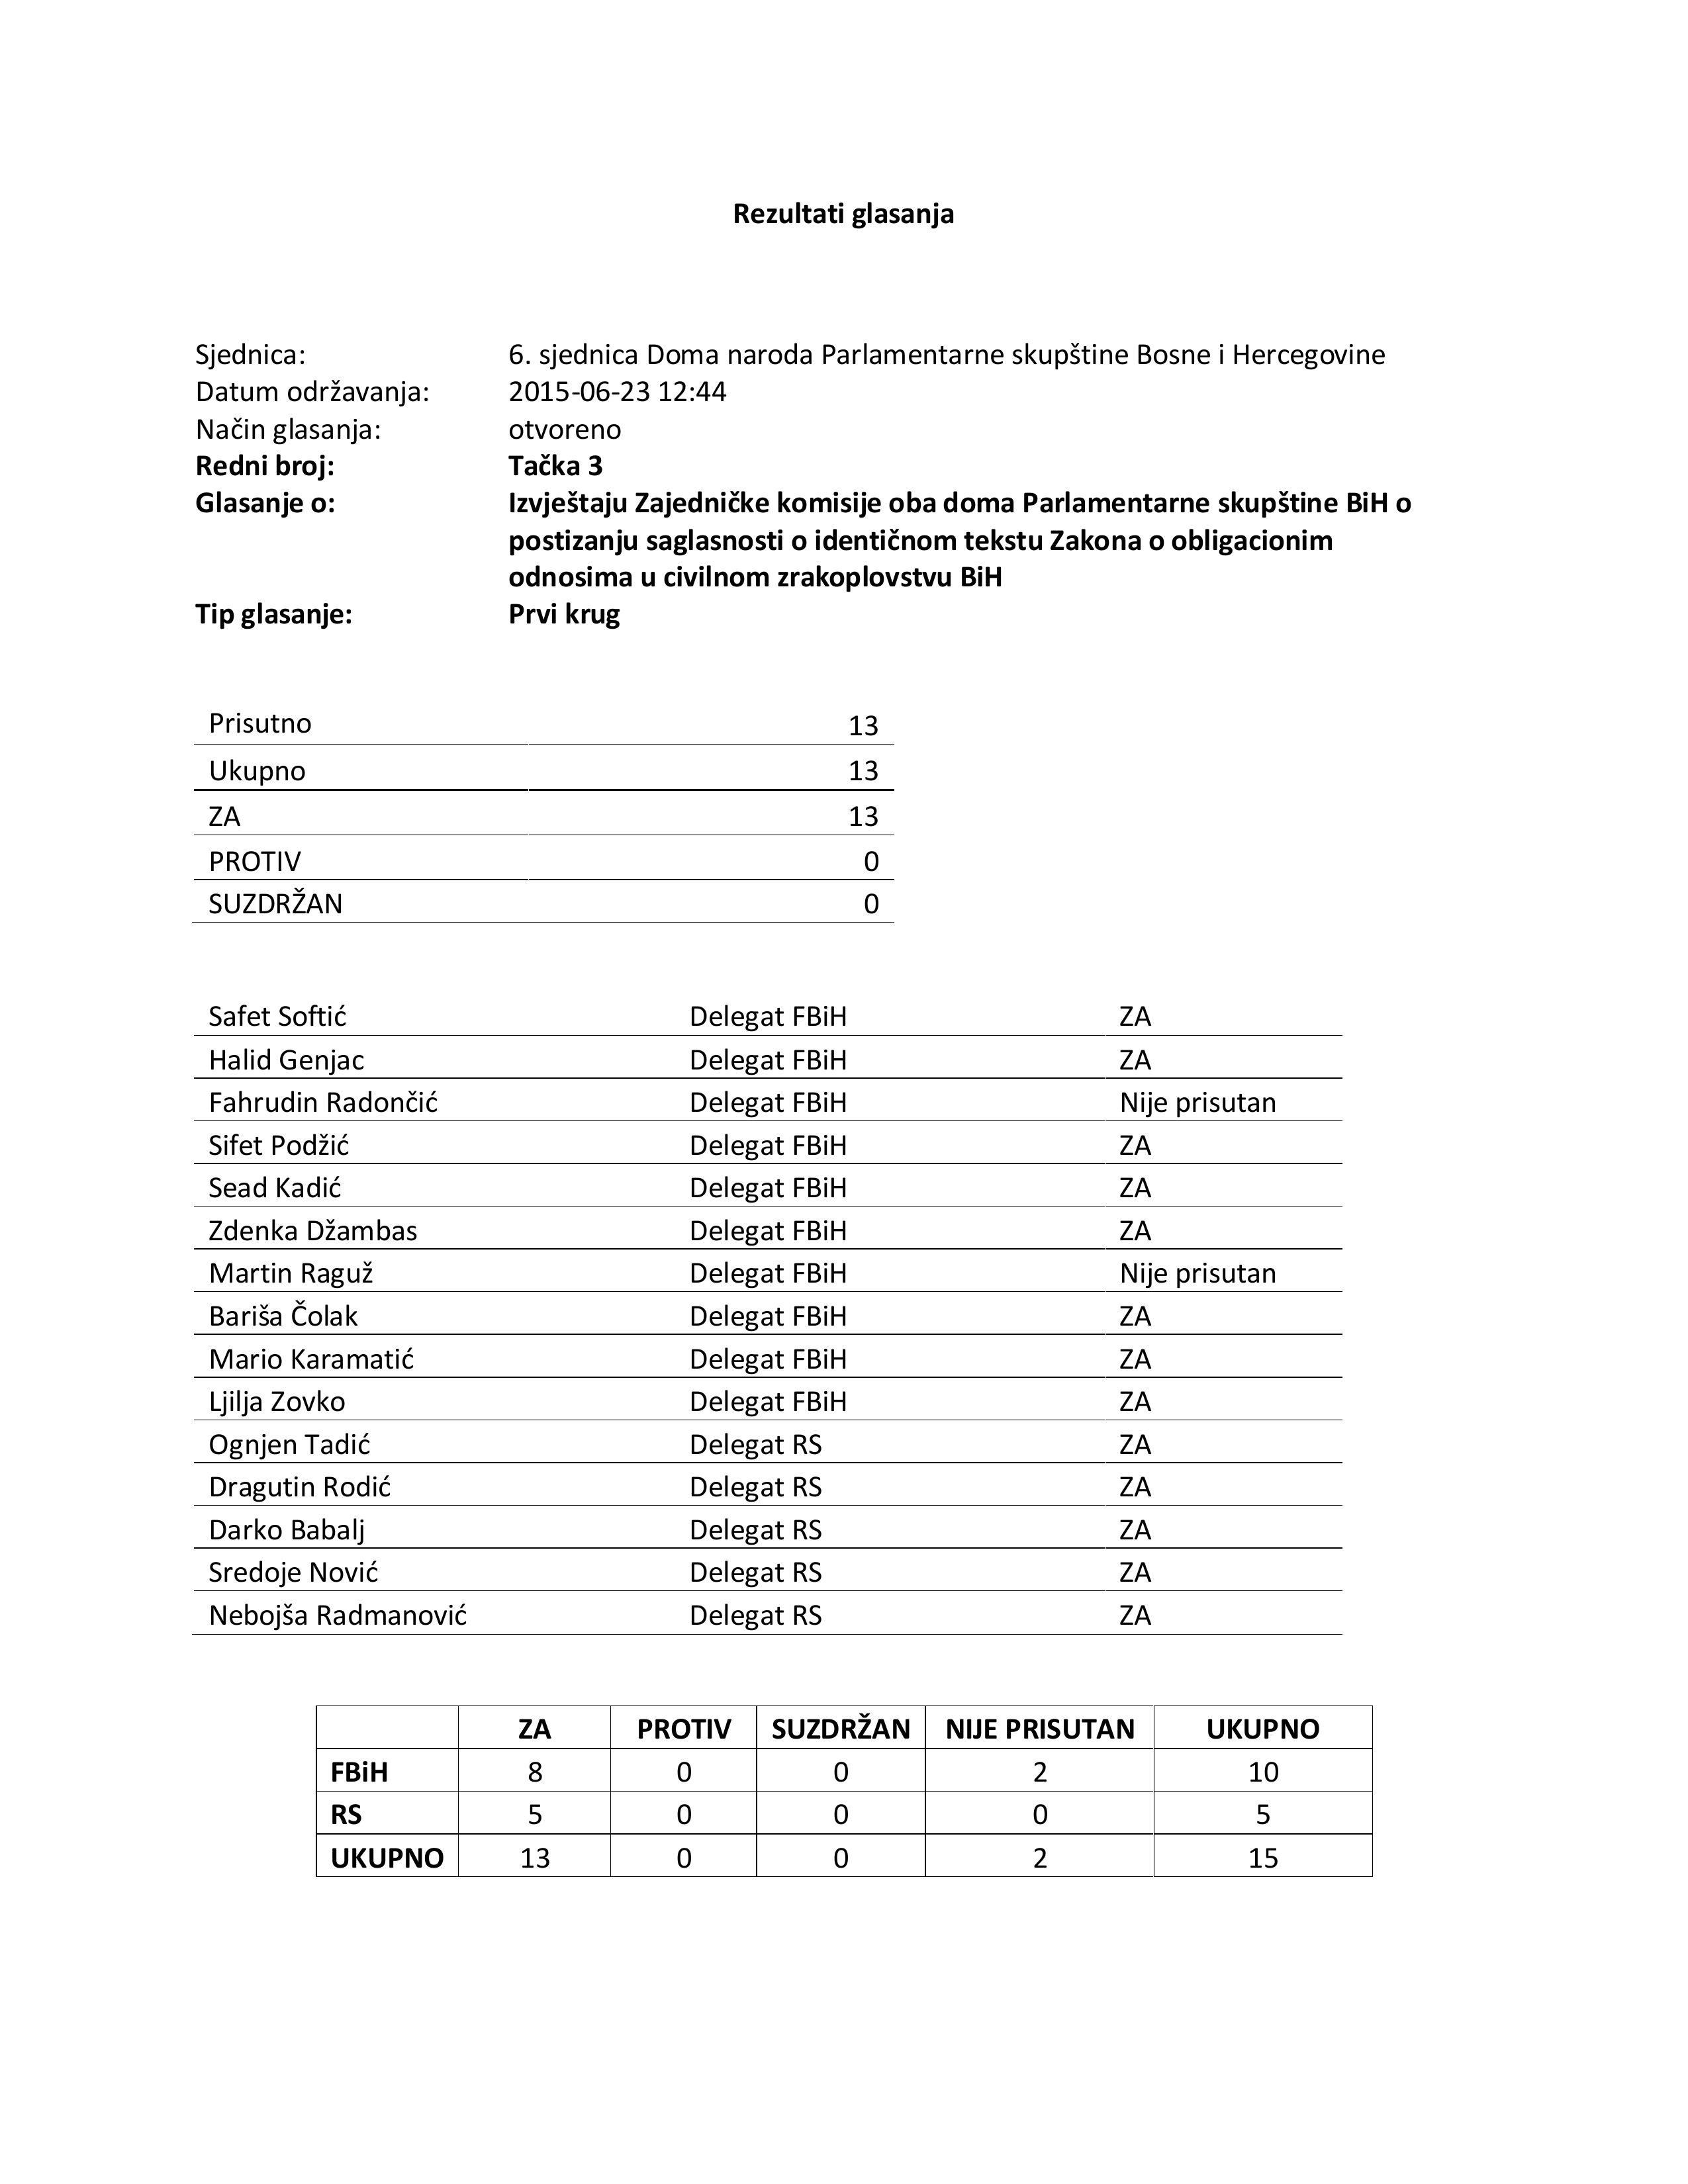 Rezultati glasanja
Sjednica: 6. sjednica Doma naroda Parlamentarne skupštine Bosne i Hercegovine
Datum održavanja: 2015-06-23 12:44
Način glasanja: otvoreno
Redni broj: Tačka 3
Glasanje o: Izvještaju Zajedničke komisije oba doma Parlamentarne skupštine BiH o
postizanju saglasnosti o identičnom tekstu Zakona o obligacionim
odnosima u civilnom zrakoplovstvu BiH
Tip glasanje: Prvi krug
Prisutno 13
Ukupno 13
ZA 13
PROTIV 0
SUZDRŽAN 0
Safet Softić Delegat FBiH ZA
Halid Genjac Delegat FBiH ZA
Fahrudin Radončić Delegat FBiH Nije prisutan
Sifet Podžić Delegat FBiH ZA
Sead Kadić Delegat FBiH ZA
Zdenka Džambas Delegat FBiH ZA
Martin Raguž Delegat FBiH Nije prisutan
Bariša Čolak Delegat FBiH ZA
Mario Karamatić Delegat FBiH ZA
Ljilja Zovko Delegat FBiH ZA
Ognjen Tadić Delegat RS ZA
Dragutin Rodić Delegat RS ZA
Darko Babalj Delegat RS ZA
Sredoje Nović Delegat RS ZA
Nebojša Radmanović Delegat RS ZA
ZA PROTIV SUZDRŽAN NIJE PRISUTAN UKUPNO
FBiH 8 0 0 2 10
RS 5 0 0 0 5
UKUPNO 13 0 0 2 15